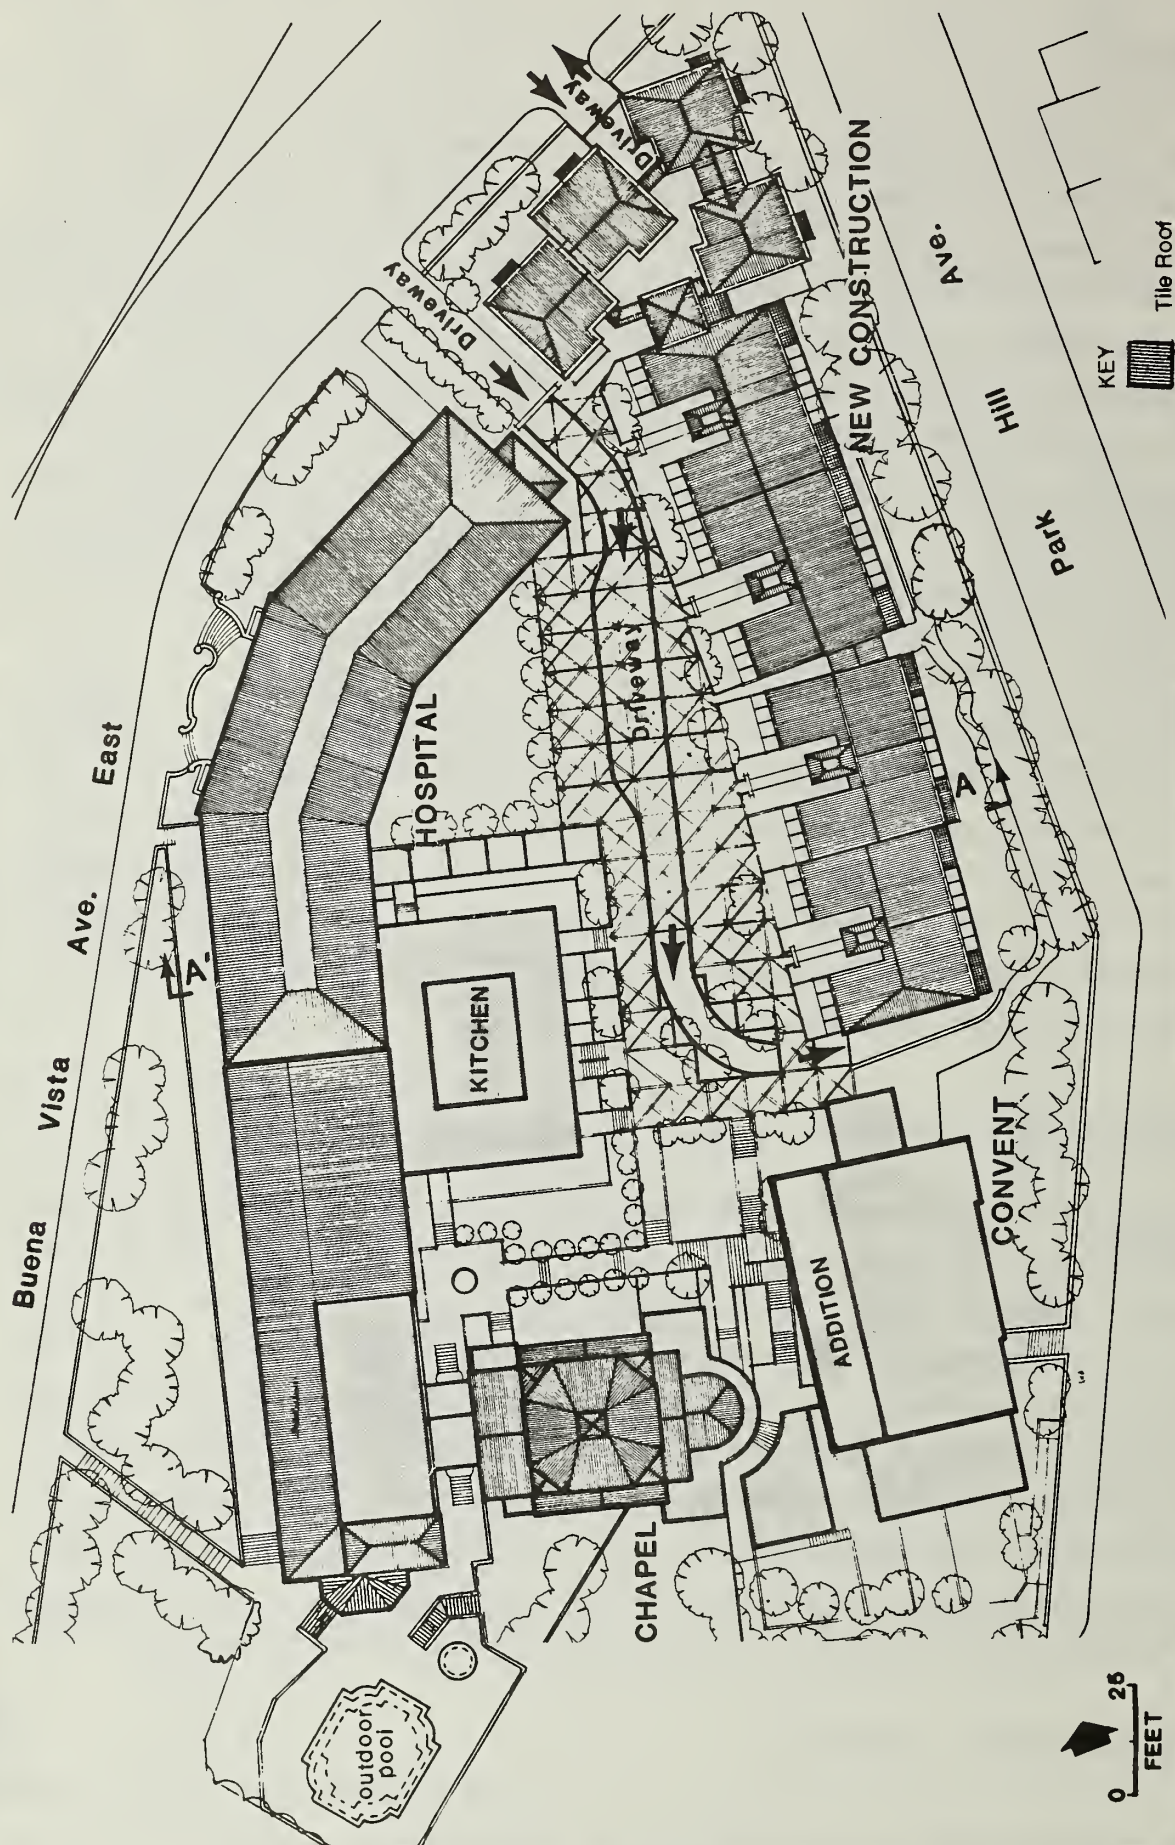 Buena Vista Ave. East
Driveway
Driveway
Driveway
NEW CONSTRUCTION
HOSPITAL
KITCHEN
A'
A
CHAPEL
ADDITION
CONVENT
outdoor
pool
Park Hill Ave.
KEY
Tile Roof
0 25
FEET